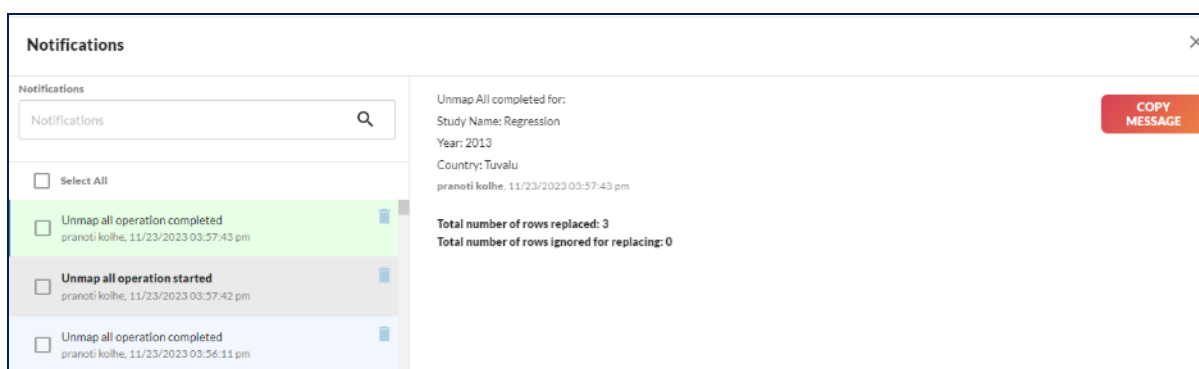 Notifications
Notifications
Notifications
Select All
Unmap all operation completed
pranoti kolhe, 11/23/2023 03:57:43 pm
Unmap all operation started
pranoti kolhe, 11/23/2023 03:57:42 pm
Unmap all operation completed
pranoti kolhe, 11/23/2023 03:56:11 pm
Unmap All completed for:
Study Name: Regression
Year: 2013
Country: Tuvalu
pranoti kolhe, 11/23/2023 03:57:43 pm
Total number of rows replaced: 3
Total number of rows ignored for replacing: 0
COPY
MESSAGE